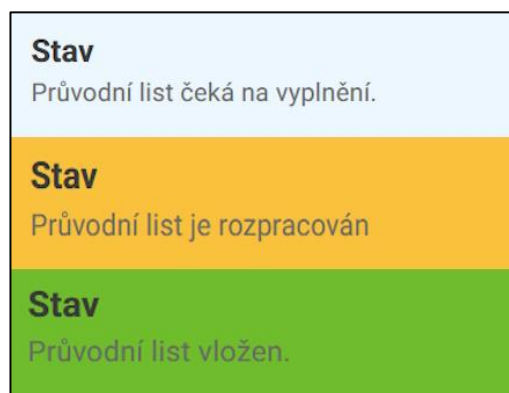 Stav
Průvodní list čeká na vyplnění.
Stav
Průvodní list je rozpracován
Stav
Průvodní list vložen.